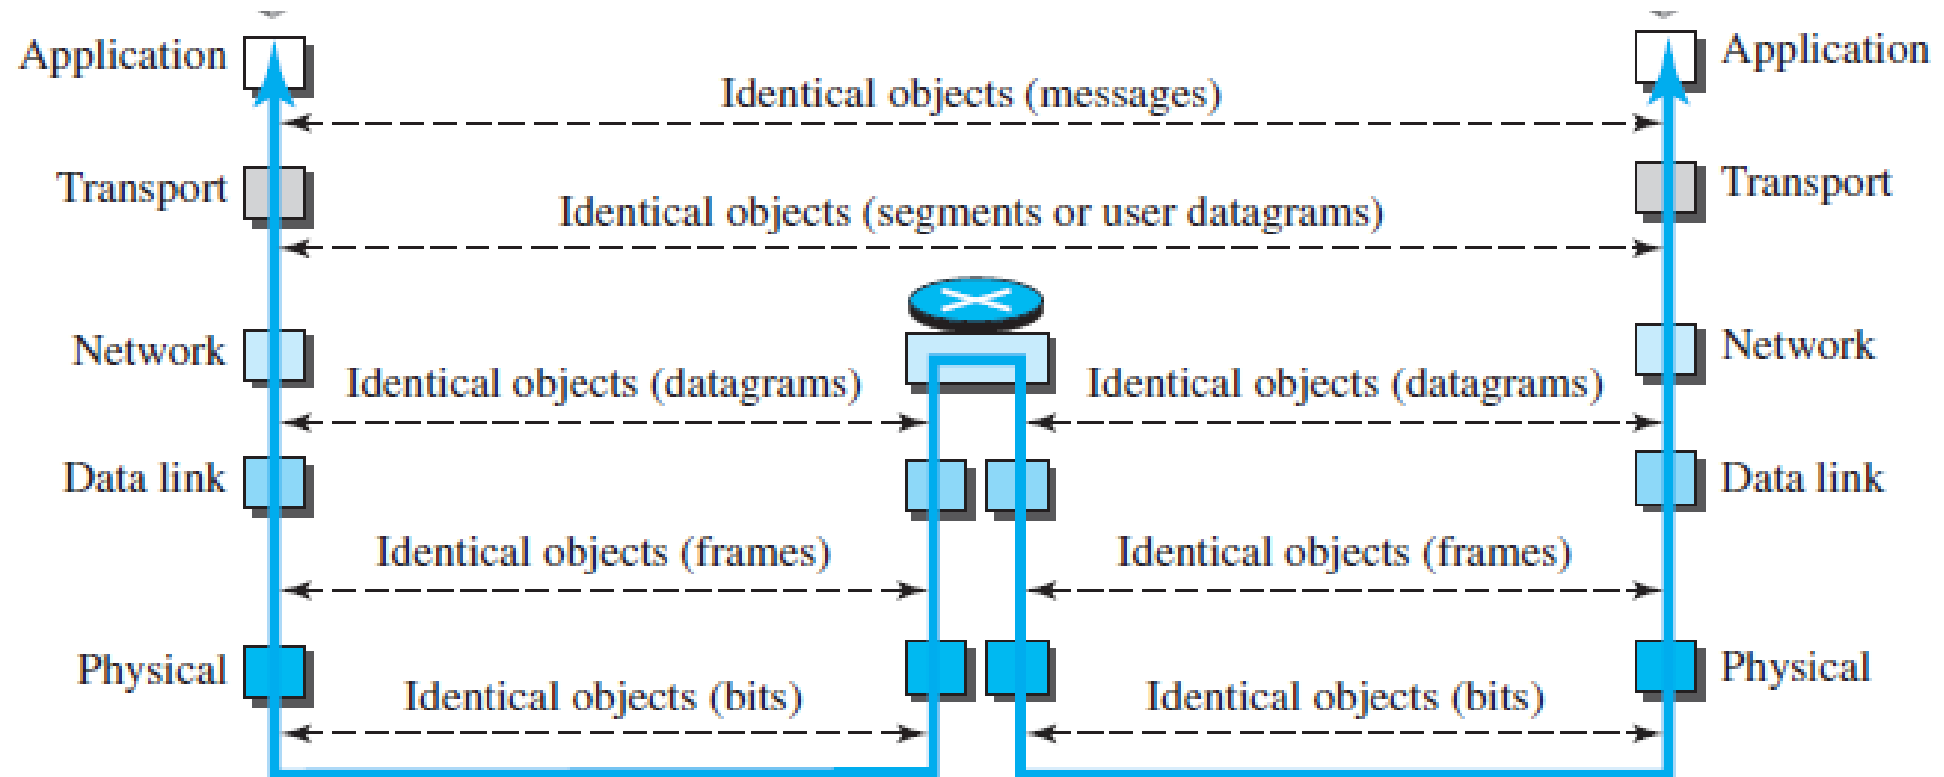 Application
Application
Identical objects (messages)
Transport
Transport
Identical objects (segments or user datagrams)
Network
Network
Identical objects (datagrams)
Identical objects (datagrams)
Data link
Data link
Identical objects (frames)
Identical objects (frames)
Physical
Physical
Identical objects (bits)
Identical objects (bits)